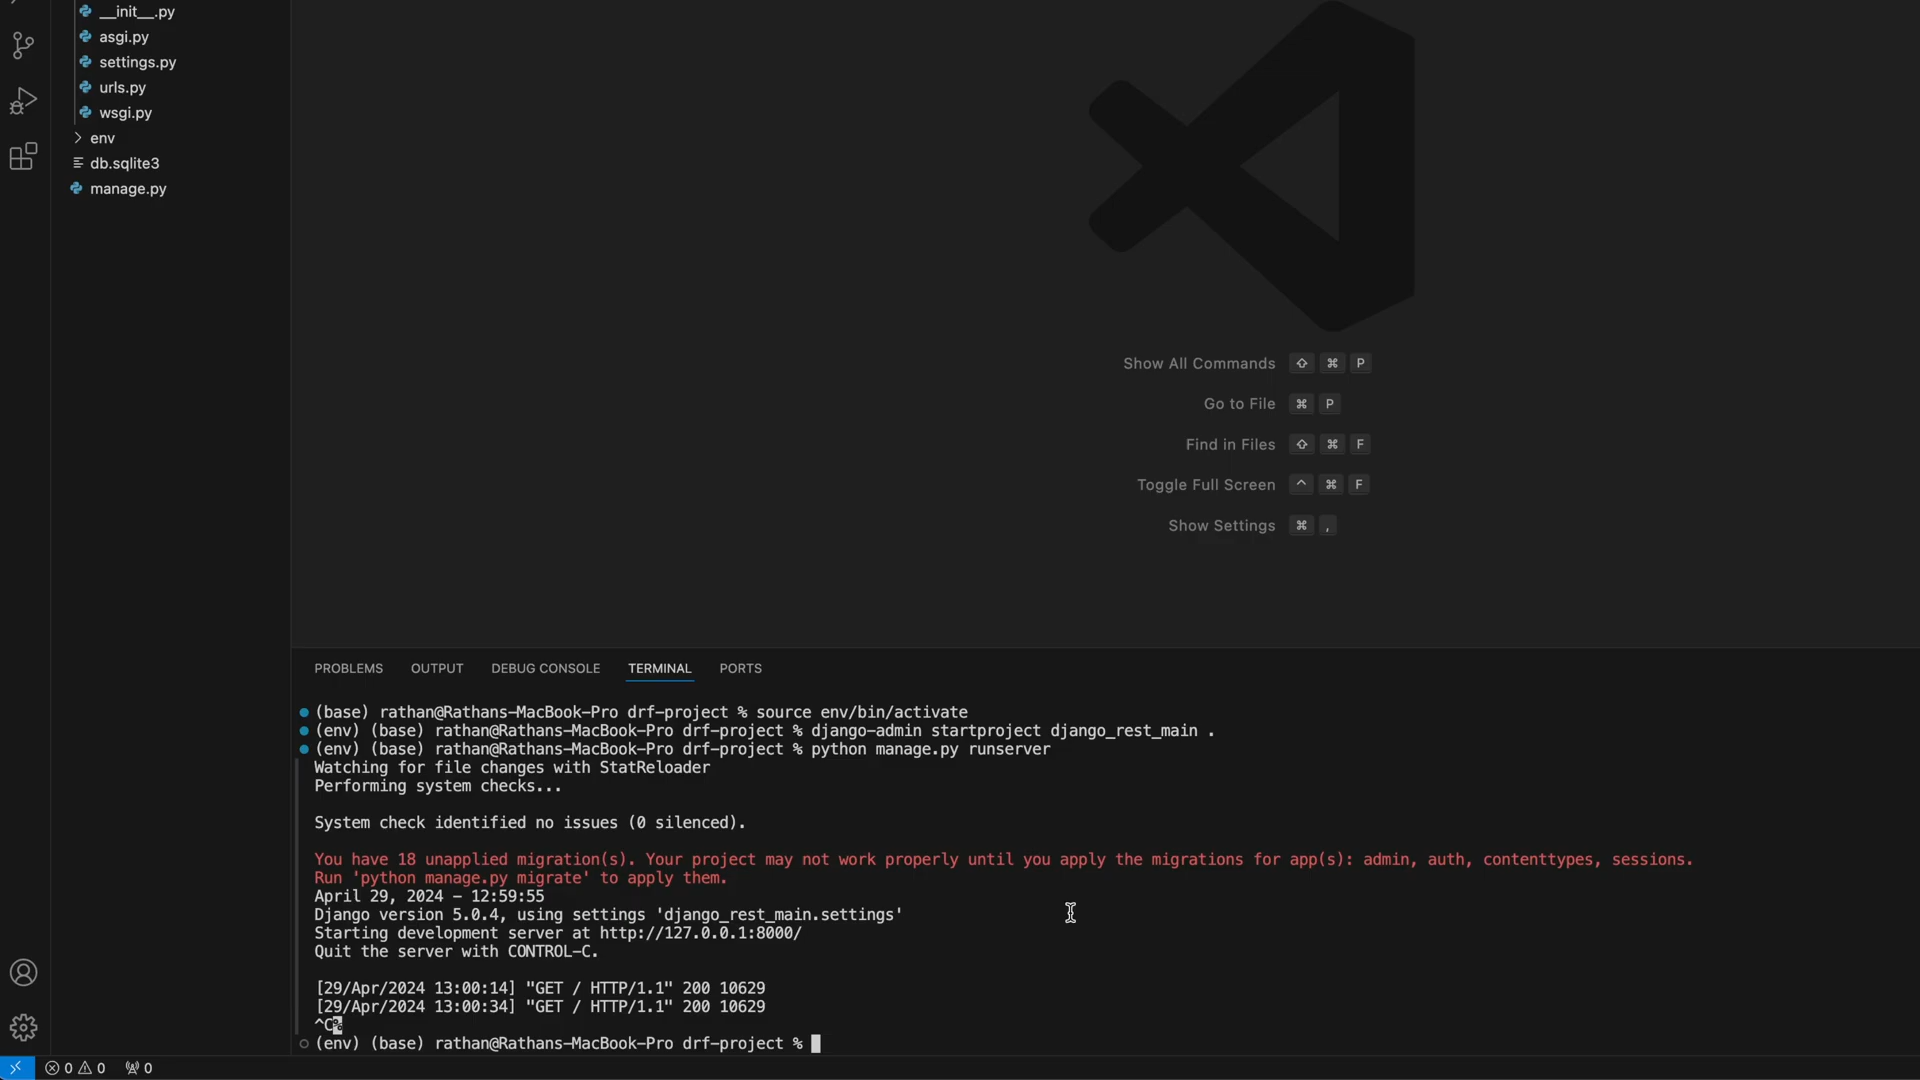 __init__.py
asgi.py
settings.py
urls.py
wsgi.py
env
db.sqlite3
manage.py
Show All Commands ⇧ ⌘ P
Go to File ⌘ P
Find in Files ⇧ ⌘ F
Toggle Full Screen ^ ⌘ F
Show Settings ⌘ ,
PROBLEMS OUTPUT DEBUG CONSOLE TERMINAL PORTS
(base) rathan@Rathans-MacBook-Pro drf-project % source env/bin/activate
(env) (base) rathan@Rathans-MacBook-Pro drf-project % django-admin startproject django_rest_main .
(env) (base) rathan@Rathans-MacBook-Pro drf-project % python manage.py runserver
Watching for file changes with StatReloader
Performing system checks...
System check identified no issues (0 silenced).
You have 18 unapplied migration(s). Your project may not work properly until you apply the migrations for app(s): admin, auth, contenttypes, sessions.
Run 'python manage.py migrate' to apply them.
April 29, 2024 - 12:59:55
Django version 5.0.4, using settings 'django_rest_main.settings'
Starting development server at http://127.0.0.1:8000/
Quit the server with CONTROL-C.
[29/Apr/2024 13:00:14] "GET / HTTP/1.1" 200 10629
[29/Apr/2024 13:00:34] "GET / HTTP/1.1" 200 10629
^C%
(env) (base) rathan@Rathans-MacBook-Pro drf-project %
0 0 0